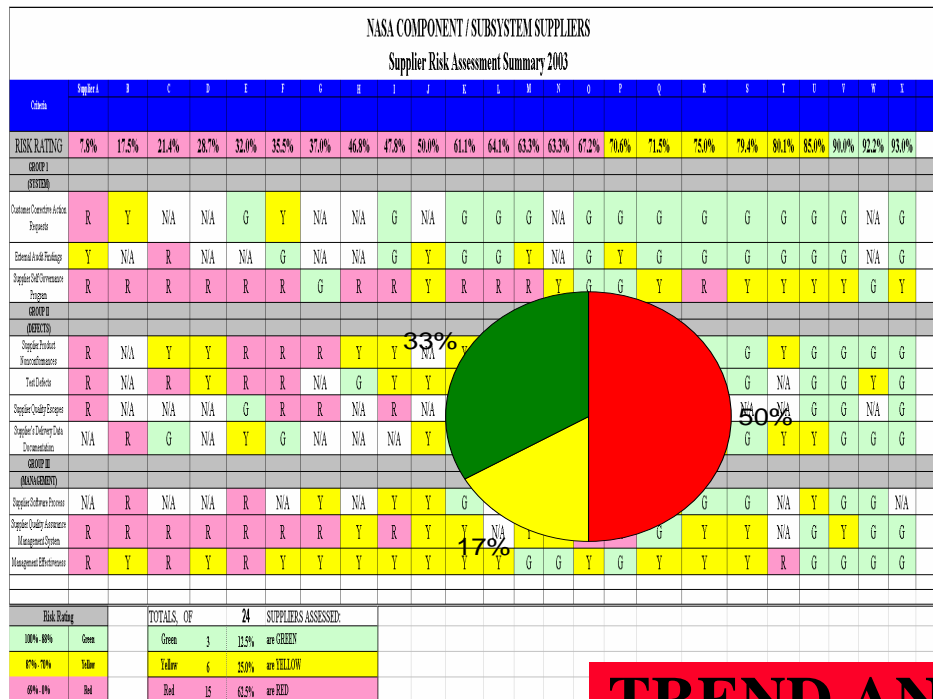 NASA COMPONENT / SUBSYSTEM SUPPLIERS
Supplier Risk Assessment Summary 2003
Criteria Supplier A B C D E F G H I J K L M N O P Q R S T U V W X
RISK RATING 7.8% 17.5% 21.4% 28.7% 32.0% 35.5% 37.0% 46.8% 47.8% 50.0% 61.1% 64.1% 63.3% 63.3% 67.2% 70.6% 71.5% 75.0% 79.4% 80.1% 85.0% 90.0% 92.2% 93.0%
GROUP I
(SYSTEM)
Customer Corrective Action
Requests
R Y N/A N/A G Y N/A N/A G N/A G G G N/A G G G G G G G G N/A G
External Audit Findings Y N/A R N/A N/A G N/A N/A G Y G G Y N/A G Y G G G G G G N/A G
Supplier Self Governance
Program
R R R R R R G R R Y R R R Y G G Y R Y Y Y Y G Y
GROUP II
(DEFECTS)
Supplier Product
Nonconformances
R N/A Y Y R R R Y Y N/A Y G Y G G G G
33%
Test Defects R N/A R Y R R N/A G Y Y G N/A G G Y G
Supplier Quality Escapes R N/A N/A N/A G R R N/A R N/A N/A N/A G G N/A G
50%
Supplier's Delivery Data
Documentation
N/A R G N/A Y G N/A N/A N/A Y G Y Y G G G
GROUP III
(MANAGEMENT)
Supplier Software Process N/A R N/A N/A R N/A Y N/A Y Y G G G N/A Y G G N/A
Supplier Quality Assurance
Management System
R R R R R R R Y R Y Y N/A Y G Y Y N/A G Y G G
17%
Management Effectiveness R Y R Y R Y Y Y Y Y Y Y G G Y G Y Y Y R G G G G
Risk Rating TOTALS, OF 24 SUPPLIERS ASSESSED:
100% - 88% Green Green 3 12.5% are GREEN
87% - 70% Yellow Yellow 6 25.0% are YELLOW
69% - 0% Red Red 15 62.5% are RED
TREND AN